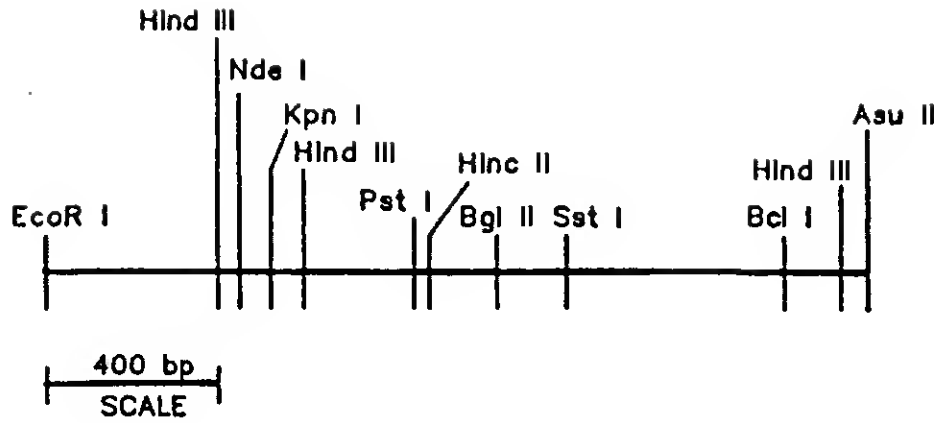 Hind III
Nde I
Kpn I
Asu II
Hind III
Hinc II
Hind III
Pst I
EcoR I
Bgl II
Sst I
Bcl I
400 bp
SCALE